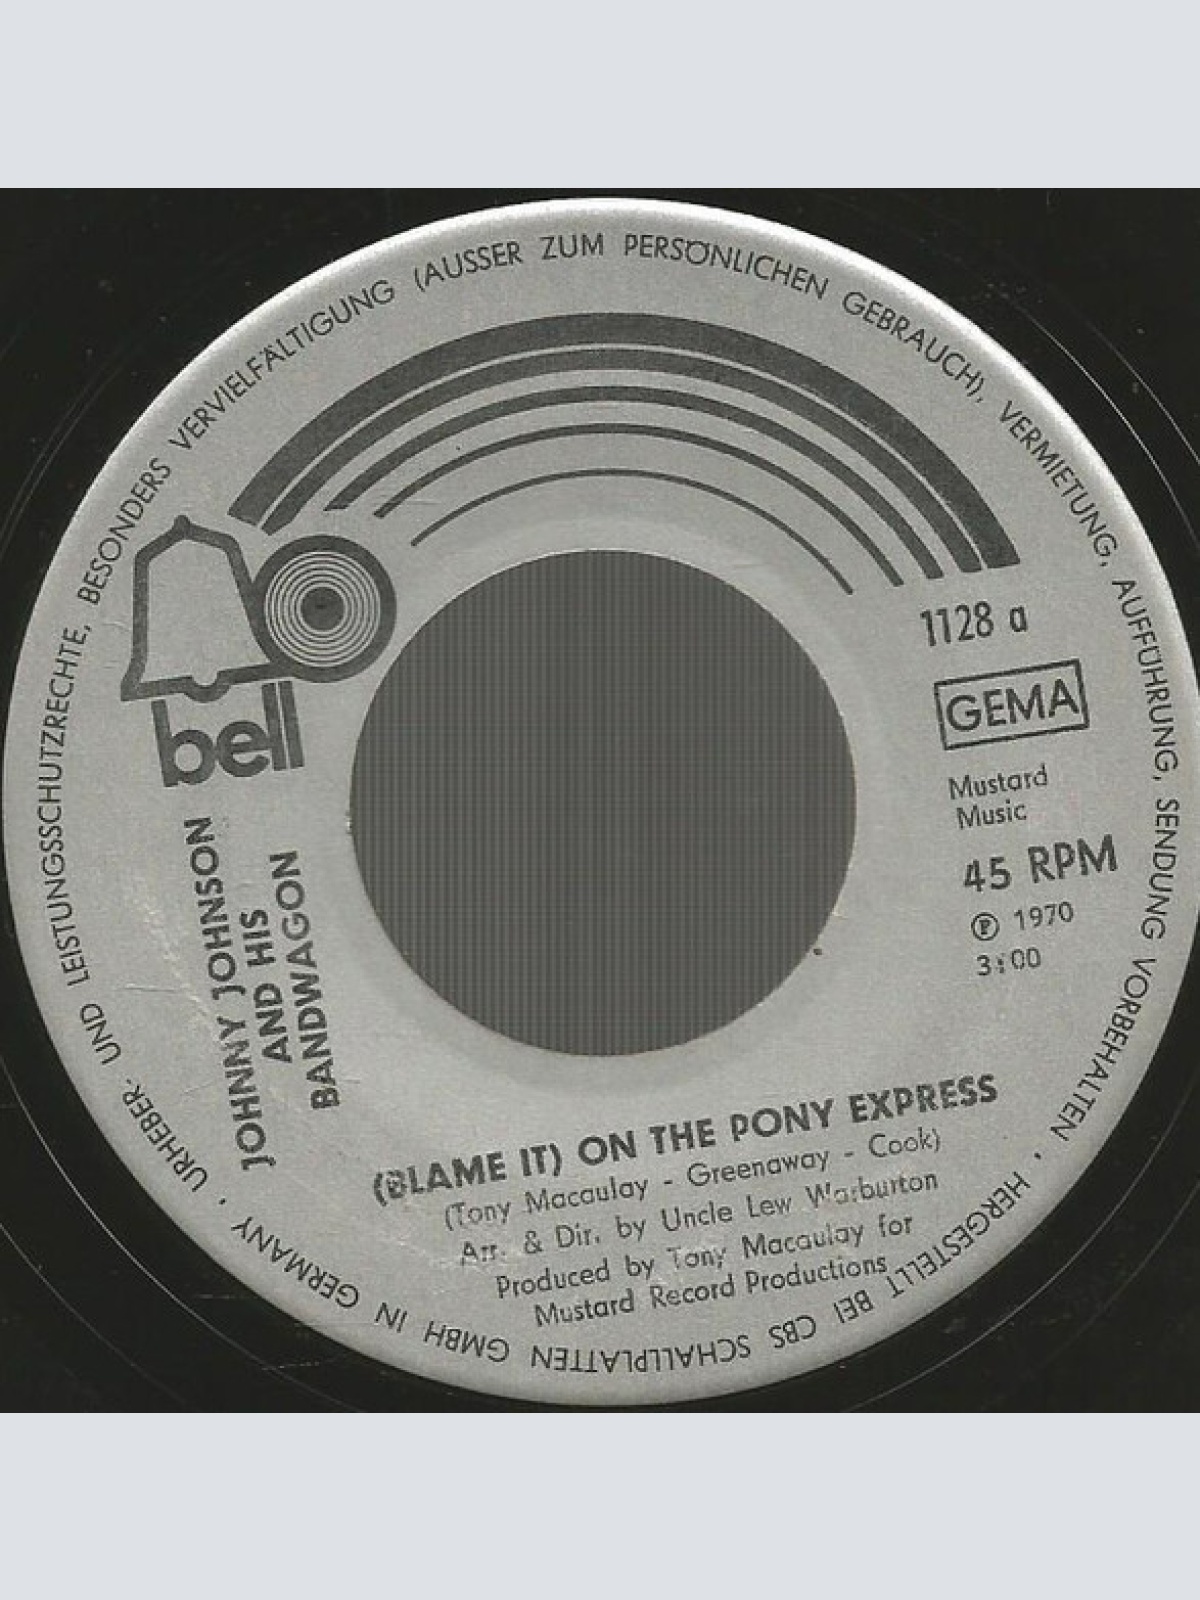 URHEBER- UND LEISTUNGSSCHUTZRECHTE, BESONDERS VERVIELFÄLTIGUNG (AUSSER ZUM PERSÖNLICHEN GEBRAUCH), VERMIETUNG, AUFFÜHRUNG, SENDUNG VORBEHALTEN · HERGESTELLT BEI CBS SCHALLPLATTEN GMBH IN GERMANY ·
bell
1128 a
GEMA
Mustard
Music
45 RPM
℗ 1970
3:00
JOHNNY JOHNSON
AND HIS
BANDWAGON
(BLAME IT) ON THE PONY EXPRESS
(Tony Macaulay - Greenaway - Cook)
Arr. & Dir. by Uncle Lew Warburton
Produced by Tony Macaulay for
Mustard Record Productions